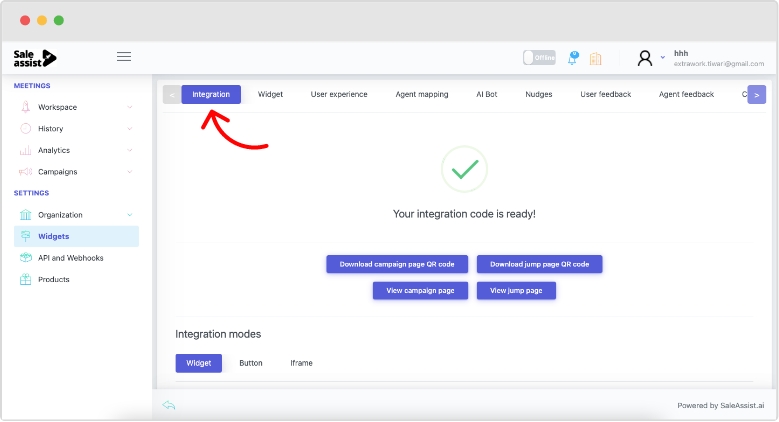 Sale
assist
Offline
hhh
extrawork.tiwari@gmail.com
MEETINGS
Workspace
History
Analytics
Campaigns
SETTINGS
Organization
Widgets
API and Webhooks
Products
< Integration Widget User experience Agent mapping AI Bot Nudges User feedback Agent feedback C >
Your integration code is ready!
Download campaign page QR code Download jump page QR code
View campaign page View jump page
Integration modes
Widget Button Iframe
Powered by SaleAssist.ai